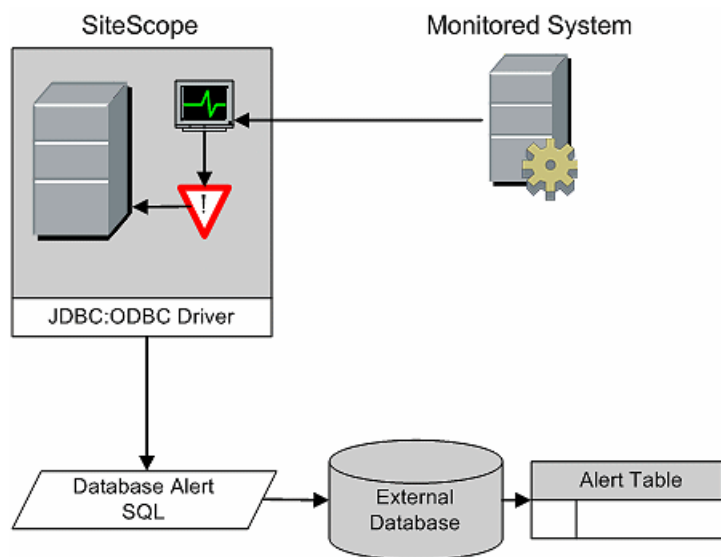 SiteScope
Monitored System
!
JDBC:ODBC Driver
Database Alert
SQL
External
Database
Alert Table